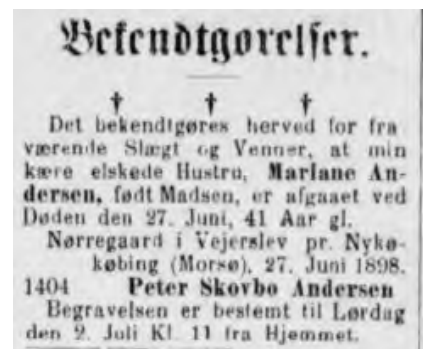 Bekendtgørelser.
† † †
Det bekendtgøres herved for fra
værende Slægt og Venner, at min
kære elskede Hustru, Mariane An-
dersen, født Madsen, er afgaaet ved
Døden den 27. Juni, 41 Aar gl.
Nørregaard i Vejerslev pr. Nykø-
købing (Morsø), 27. Juni 1898.
1404 Peter Skovbo Andersen
Begravelsen er bestemt til Lørdag
den 2. Juli Kl. 11 fra Hjemmet.